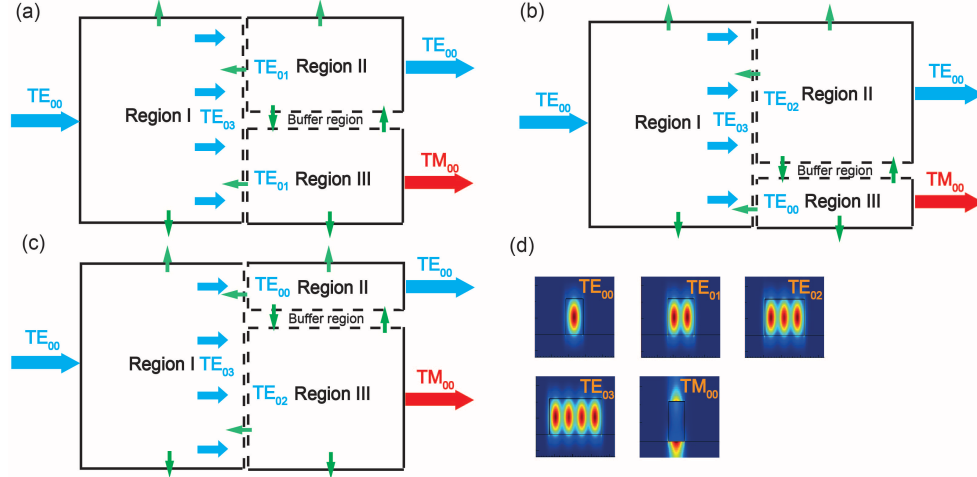 (a)
TE00
Region I
TE03
TE01
Region II
TE00
Buffer region
TE01
Region III
TM00
(b)
TE00
Region I
TE03
TE02
Region II
TE00
Buffer region
TE00
Region III
TM00
(c)
TE00
Region I
TE03
TE00
Region II
TE00
Buffer region
TE02
Region III
TM00
(d)
TE00
TE01
TE02
TE03
TM00